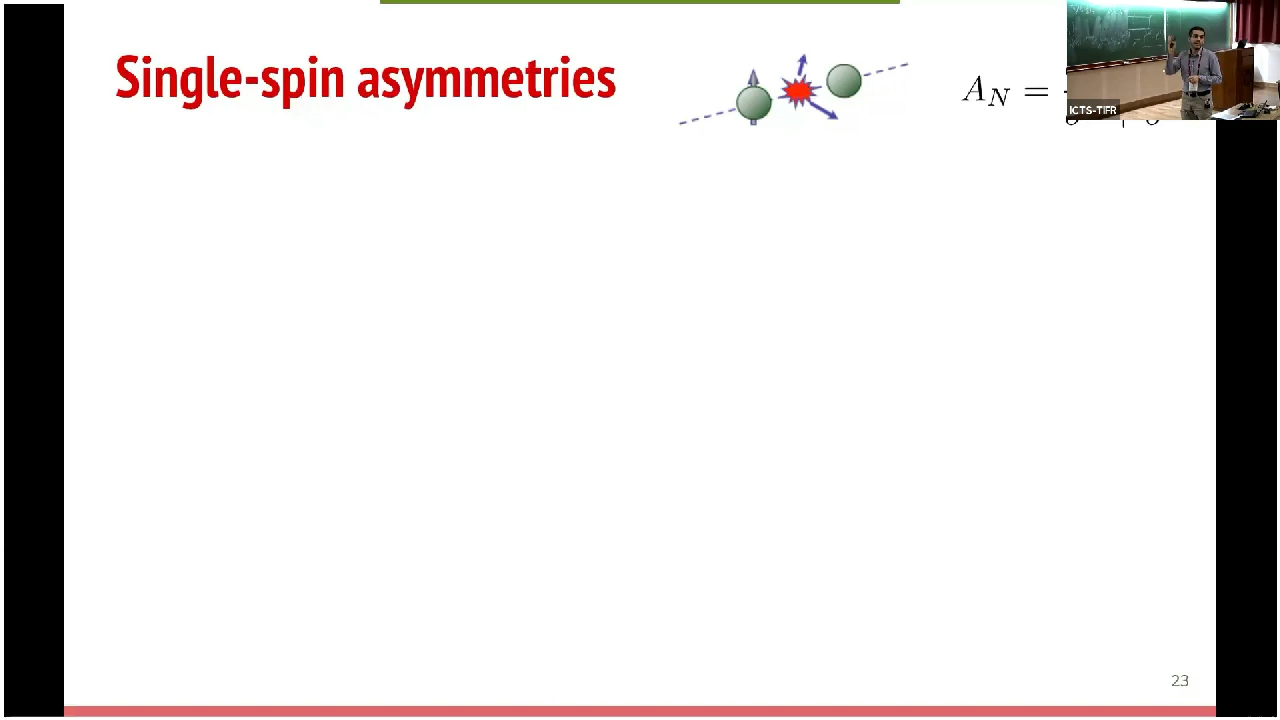 Single-spin asymmetries
A_N =
ICTS-TIFR
23